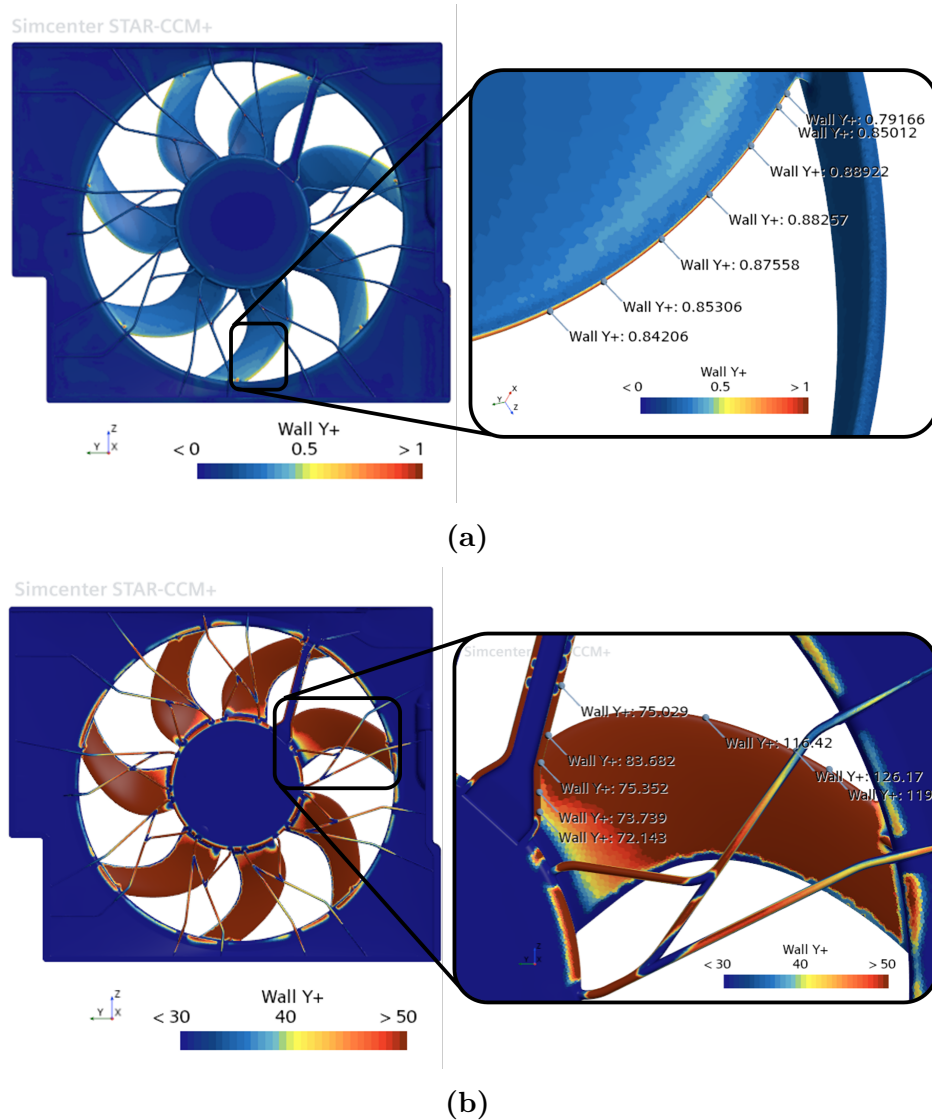 Simcenter STAR-CCM+
Wall Y+: 0.79166
Wall Y+: 0.85012
Wall Y+: 0.88922
Wall Y+: 0.88257
Wall Y+: 0.87558
Wall Y+: 0.85306
Wall Y+: 0.84206
Wall Y+
< 0 0.5 > 1
X
Y
Z
Z
Y X
Wall Y+
< 0 0.5 > 1
(a)
Simcenter STAR-CCM+
Simcenter CCM+
Wall Y+: 75.029
Wall Y+: 116.42
Wall Y+: 83.682
Wall Y+: 126.17
Wall Y+: 75.352
Wall Y+: 119
Wall Y+: 73.739
Wall Y+: 72.143
Wall Y+
< 30 40 > 50
Z
Y X
Wall Y+
< 30 40 > 50
(b)